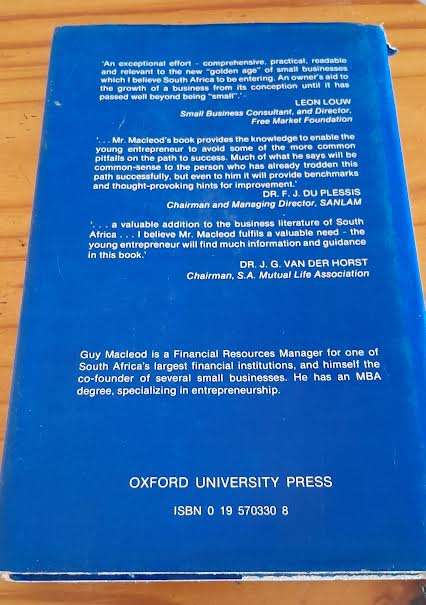 'An exceptional effort - comprehensive, practical, readable
and relevant to the new "golden age" of small businesses
which I believe South Africa to be entering. An owner's aid to
the growth of a business from its conception until it has
passed well beyond being "small".'
LEON LOUW
Small Business Consultant, and Director,
Free Market Foundation
'. . . Mr. Macleod's book provides the knowledge to enable the
young entrepreneur to avoid some of the more common
pitfalls on the path to success. Much of what he says will be
common-sense to the person who has already trodden this
path successfully, but even to him it will provide benchmarks
and thought-provoking hints for improvement.'
DR. F. J. DU PLESSIS
Chairman and Managing Director, SANLAM
'. . . a valuable addition to the business literature of South
Africa . . . I believe Mr. Macleod fulfils a valuable need - the
young entrepreneur will find much information and guidance
in this book.'
DR. J. G. VAN DER HORST
Chairman, S.A. Mutual Life Association
Guy Macleod is a Financial Resources Manager for one of
South Africa's largest financial institutions, and himself the
co-founder of several small businesses. He has an MBA
degree, specializing in entrepreneurship.
OXFORD UNIVERSITY PRESS
ISBN 0 19 570330 8